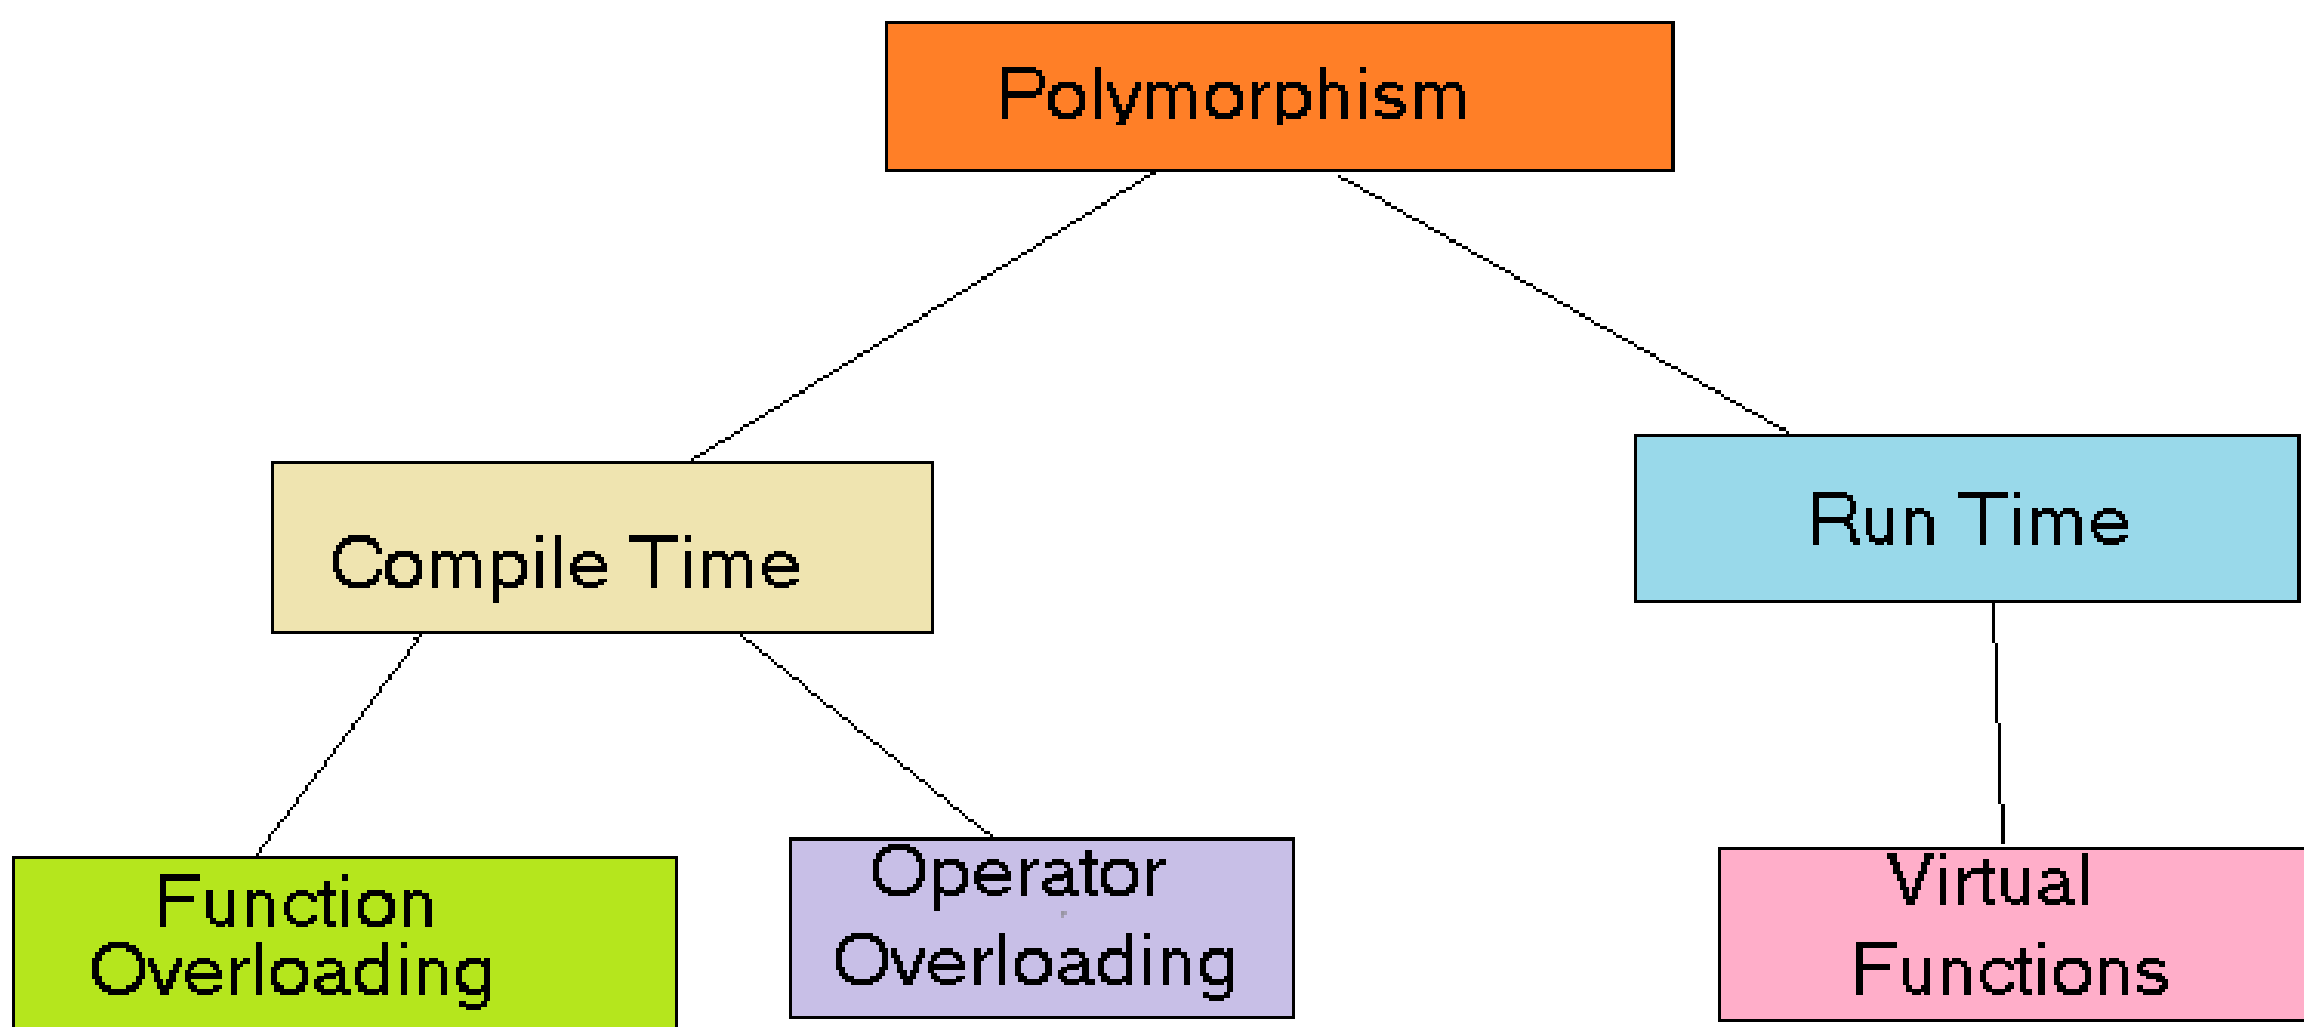 Polymorphism
Compile Time
Run Time
Function
Overloading
Operator
Overloading
Virtual
Functions